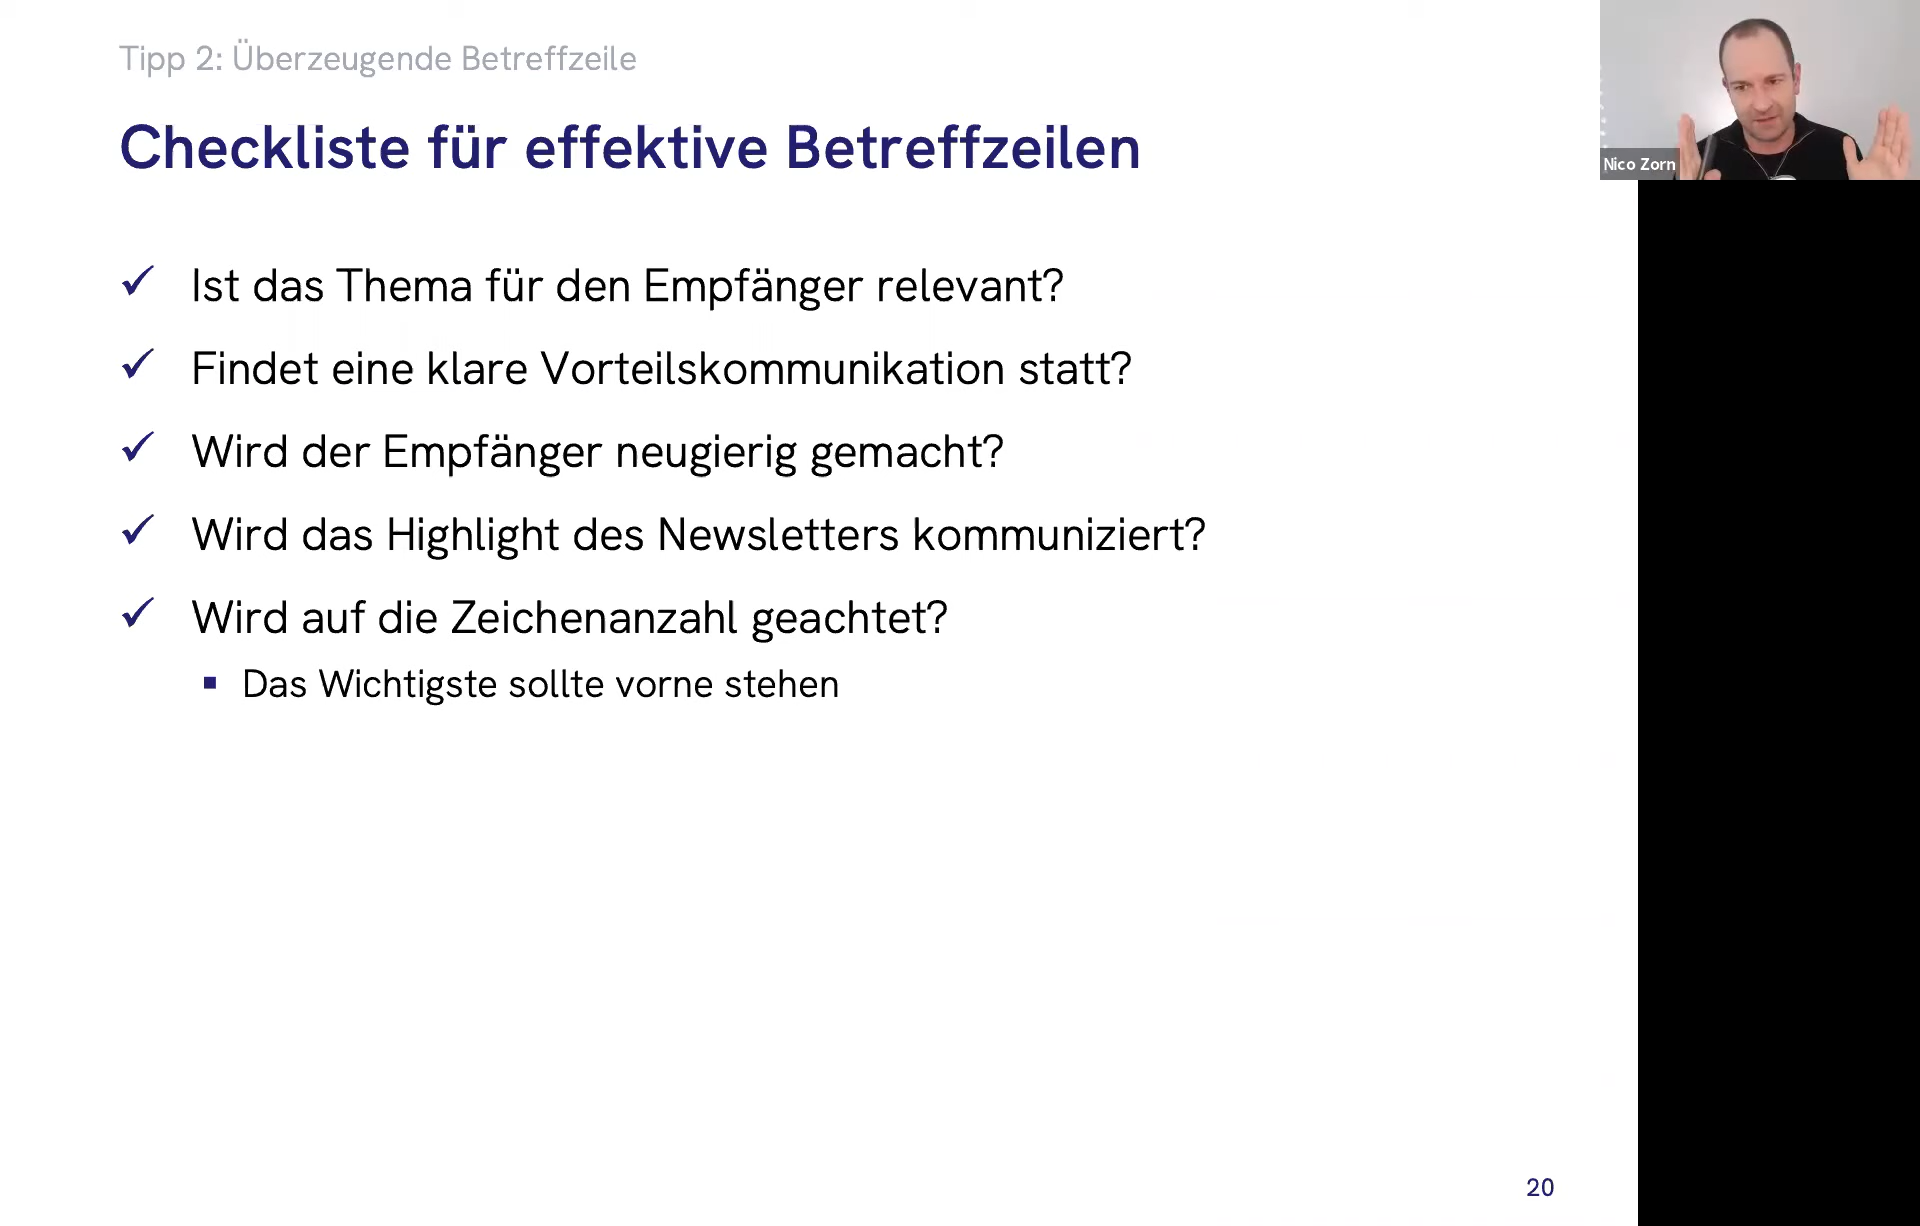 Tipp 2: Überzeugende Betreffzeile
Checkliste für effektive Betreffzeilen
Nico Zorn
✓ Ist das Thema für den Empfänger relevant?
✓ Findet eine klare Vorteilskommunikation statt?
✓ Wird der Empfänger neugierig gemacht?
✓ Wird das Highlight des Newsletters kommuniziert?
✓ Wird auf die Zeichenanzahl geachtet?
▪ Das Wichtigste sollte vorne stehen
20